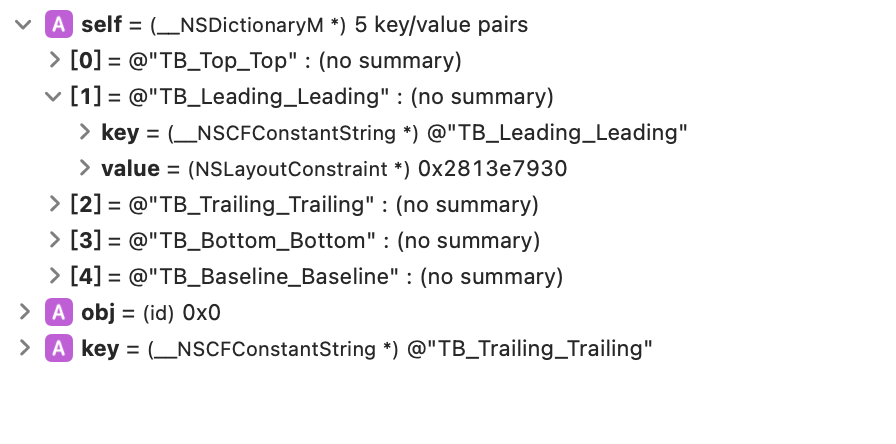 A self = (__NSDictionaryM *) 5 key/value pairs
[0] = @"TB_Top_Top" : (no summary)
[1] = @"TB_Leading_Leading" : (no summary)
key = (__NSCFConstantString *) @"TB_Leading_Leading"
value = (NSLayoutConstraint *) 0x2813e7930
[2] = @"TB_Trailing_Trailing" : (no summary)
[3] = @"TB_Bottom_Bottom" : (no summary)
[4] = @"TB_Baseline_Baseline" : (no summary)
A obj = (id) 0x0
A key = (__NSCFConstantString *) @"TB_Trailing_Trailing"